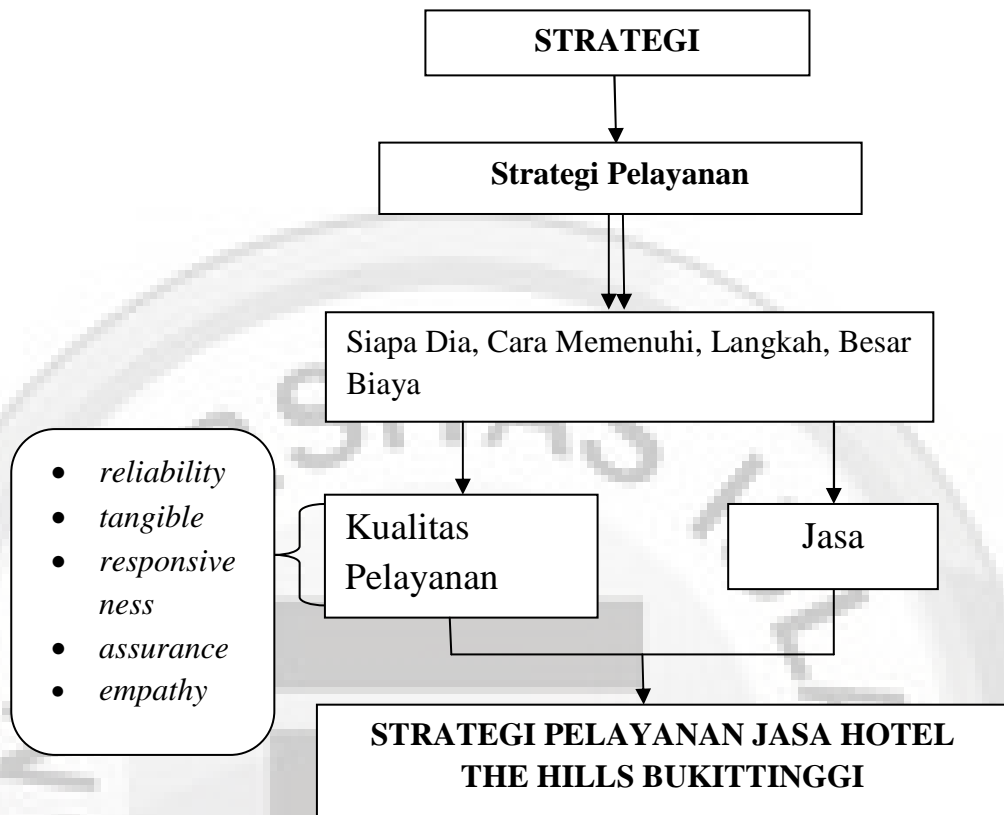 STRATEGI
Strategi Pelayanan
Siapa Dia, Cara Memenuhi, Langkah, Besar
Biaya
• reliability
• tangible
• responsive
ness
• assurance
• empathy
Kualitas
Pelayanan
Jasa
STRATEGI PELAYANAN JASA HOTEL
THE HILLS BUKITTINGGI